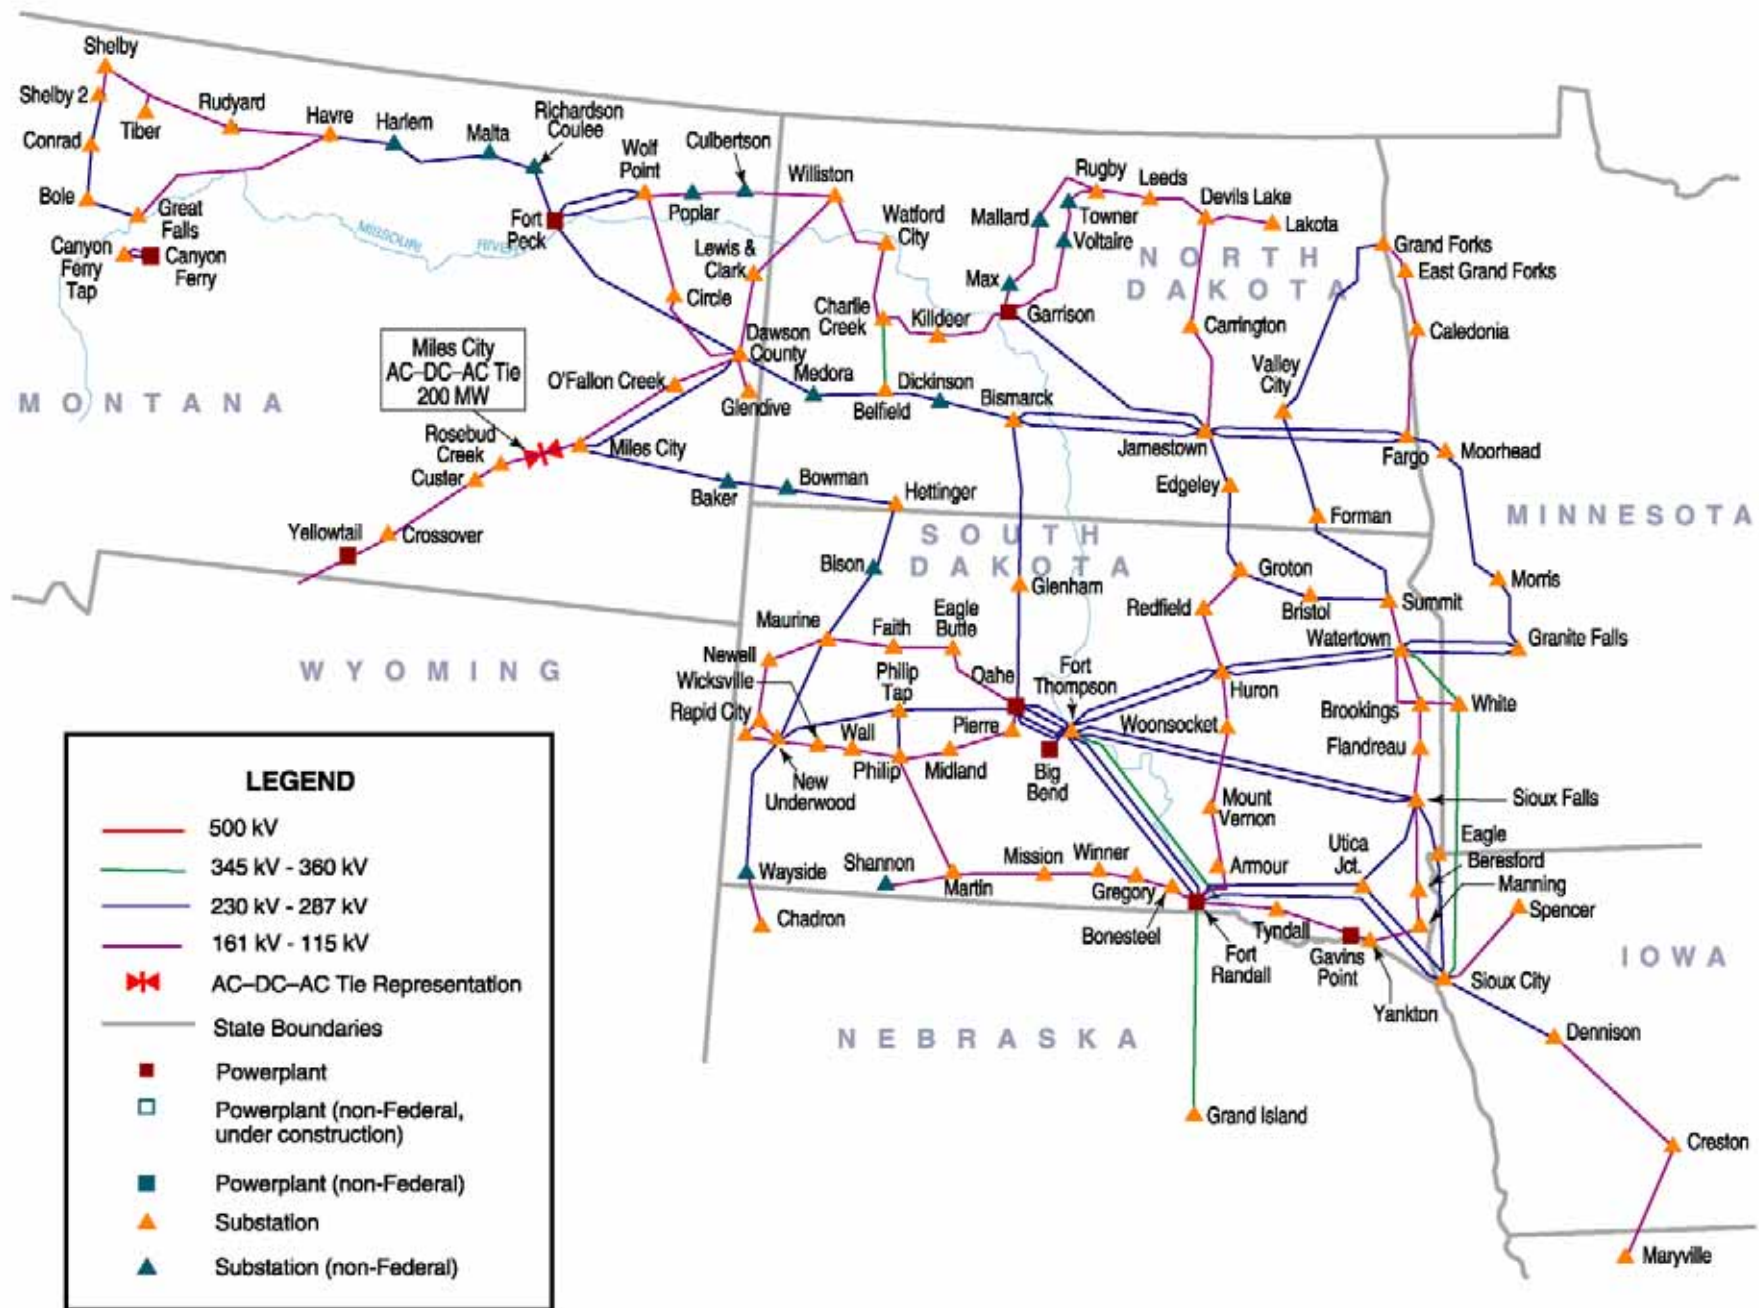 Shelby
Shelby 2
Tiber
Rudyard
Conrad
Havre
Harlem
Malta
Richardson
Coulee
Wolf
Point
Culbertson
Williston
Bole
Great
Falls
Canyon
Ferry
Tap
Canyon
Ferry
MISSOURI
RIVER
Fort
Peck
Poplar
Lewis &
Clark
Circle
Watford
City
Mallard
Rugby
Leeds
Towner
Voltaire
Devils Lake
Lakota
Max
Garrison
NORTH
DAKOTA
Grand Forks
East Grand Forks
Charlie
Creek
Killdeer
Carrington
Caledonia
Miles City
AC–DC–AC Tie
200 MW
Dawson
County
O'Fallon Creek
Glendive
Medora
Belfield
Dickinson
Bismarck
Valley
City
MONTANA
Rosebud
Creek
Custer
Miles City
Jamestown
Fargo
Moorhead
Baker
Bowman
Hettinger
Edgeley
Forman
MINNESOTA
Yellowtail
Crossover
SOUTH
DAKOTA
Bison
Glenham
Groton
Bristol
Summit
Morris
Redfield
Maurine
Faith
Eagle
Butte
Watertown
Granite Falls
WYOMING
Newell
Wicksville
Philip
Tap
Oahe
Fort
Thompson
Huron
Rapid City
Wall
Pierre
Woonsocket
Brookings
White
Flandreau
New
Underwood
Philip
Midland
Big
Bend
Mount
Vernon
Sioux Falls
Utica
Jct.
Eagle
Beresford
Manning
Spencer
Wayside
Shannon
Martin
Mission
Winner
Gregory
Armour
Chadron
Bonesteel
Fort
Randall
Tyndall
Gavins
Point
Yankton
Sioux City
IOWA
NEBRASKA
Dennison
Grand Island
Creston
Maryville
LEGEND
500 kV
345 kV - 360 kV
230 kV - 287 kV
161 kV - 115 kV
AC–DC–AC Tie Representation
State Boundaries
Powerplant
Powerplant (non-Federal,
under construction)
Powerplant (non-Federal)
Substation
Substation (non-Federal)